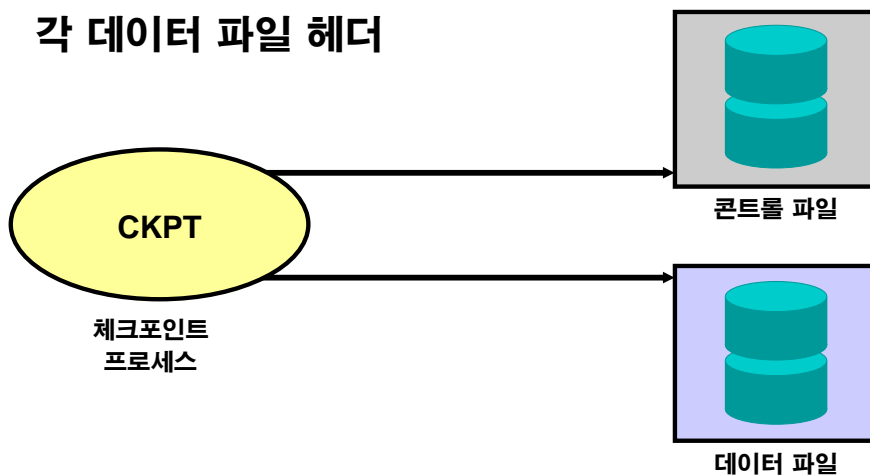 각 데이터 파일 헤더
콘트롤 파일
CKPT
체크포인트
프로세스
데이터 파일